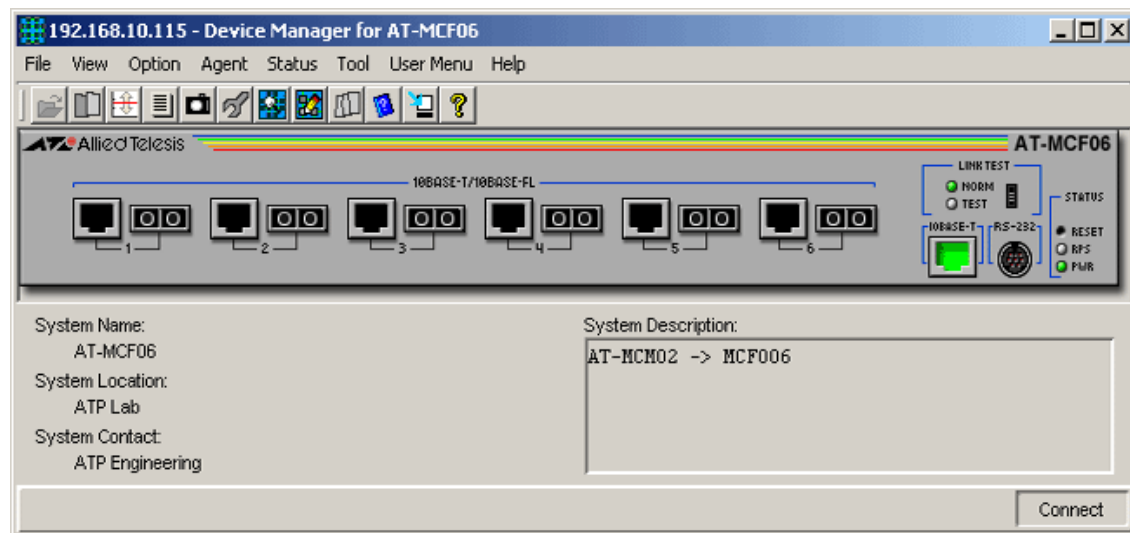 192.168.10.115 - Device Manager for AT-MCF06
File View Option Agent Status Tool User Menu Help
Allied Telesis
AT-MCF06
10BASE-T/10BASE-FL
LINK TEST
NORM
TEST
STATUS
10BASE-T
RS-232
RESET
RPS
PWR
1
2
3
4
5
6
System Name:
AT-MCF06
System Location:
ATP Lab
System Contact:
ATP Engineering
System Description:
AT-MCM02 -> MCF006
Connect